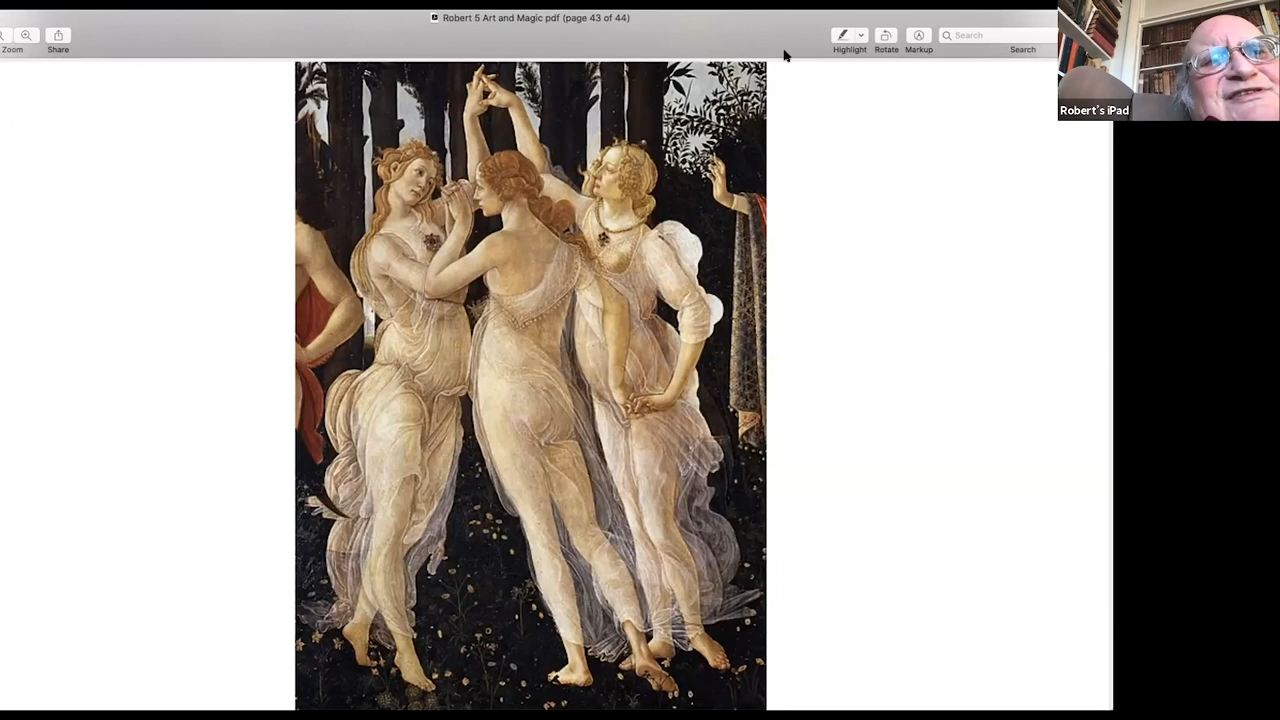 Robert 5 Art and Magic pdf (page 43 of 44)
Zoom
Share
Highlight
Rotate
Markup
Search
Search
Robert's iPad